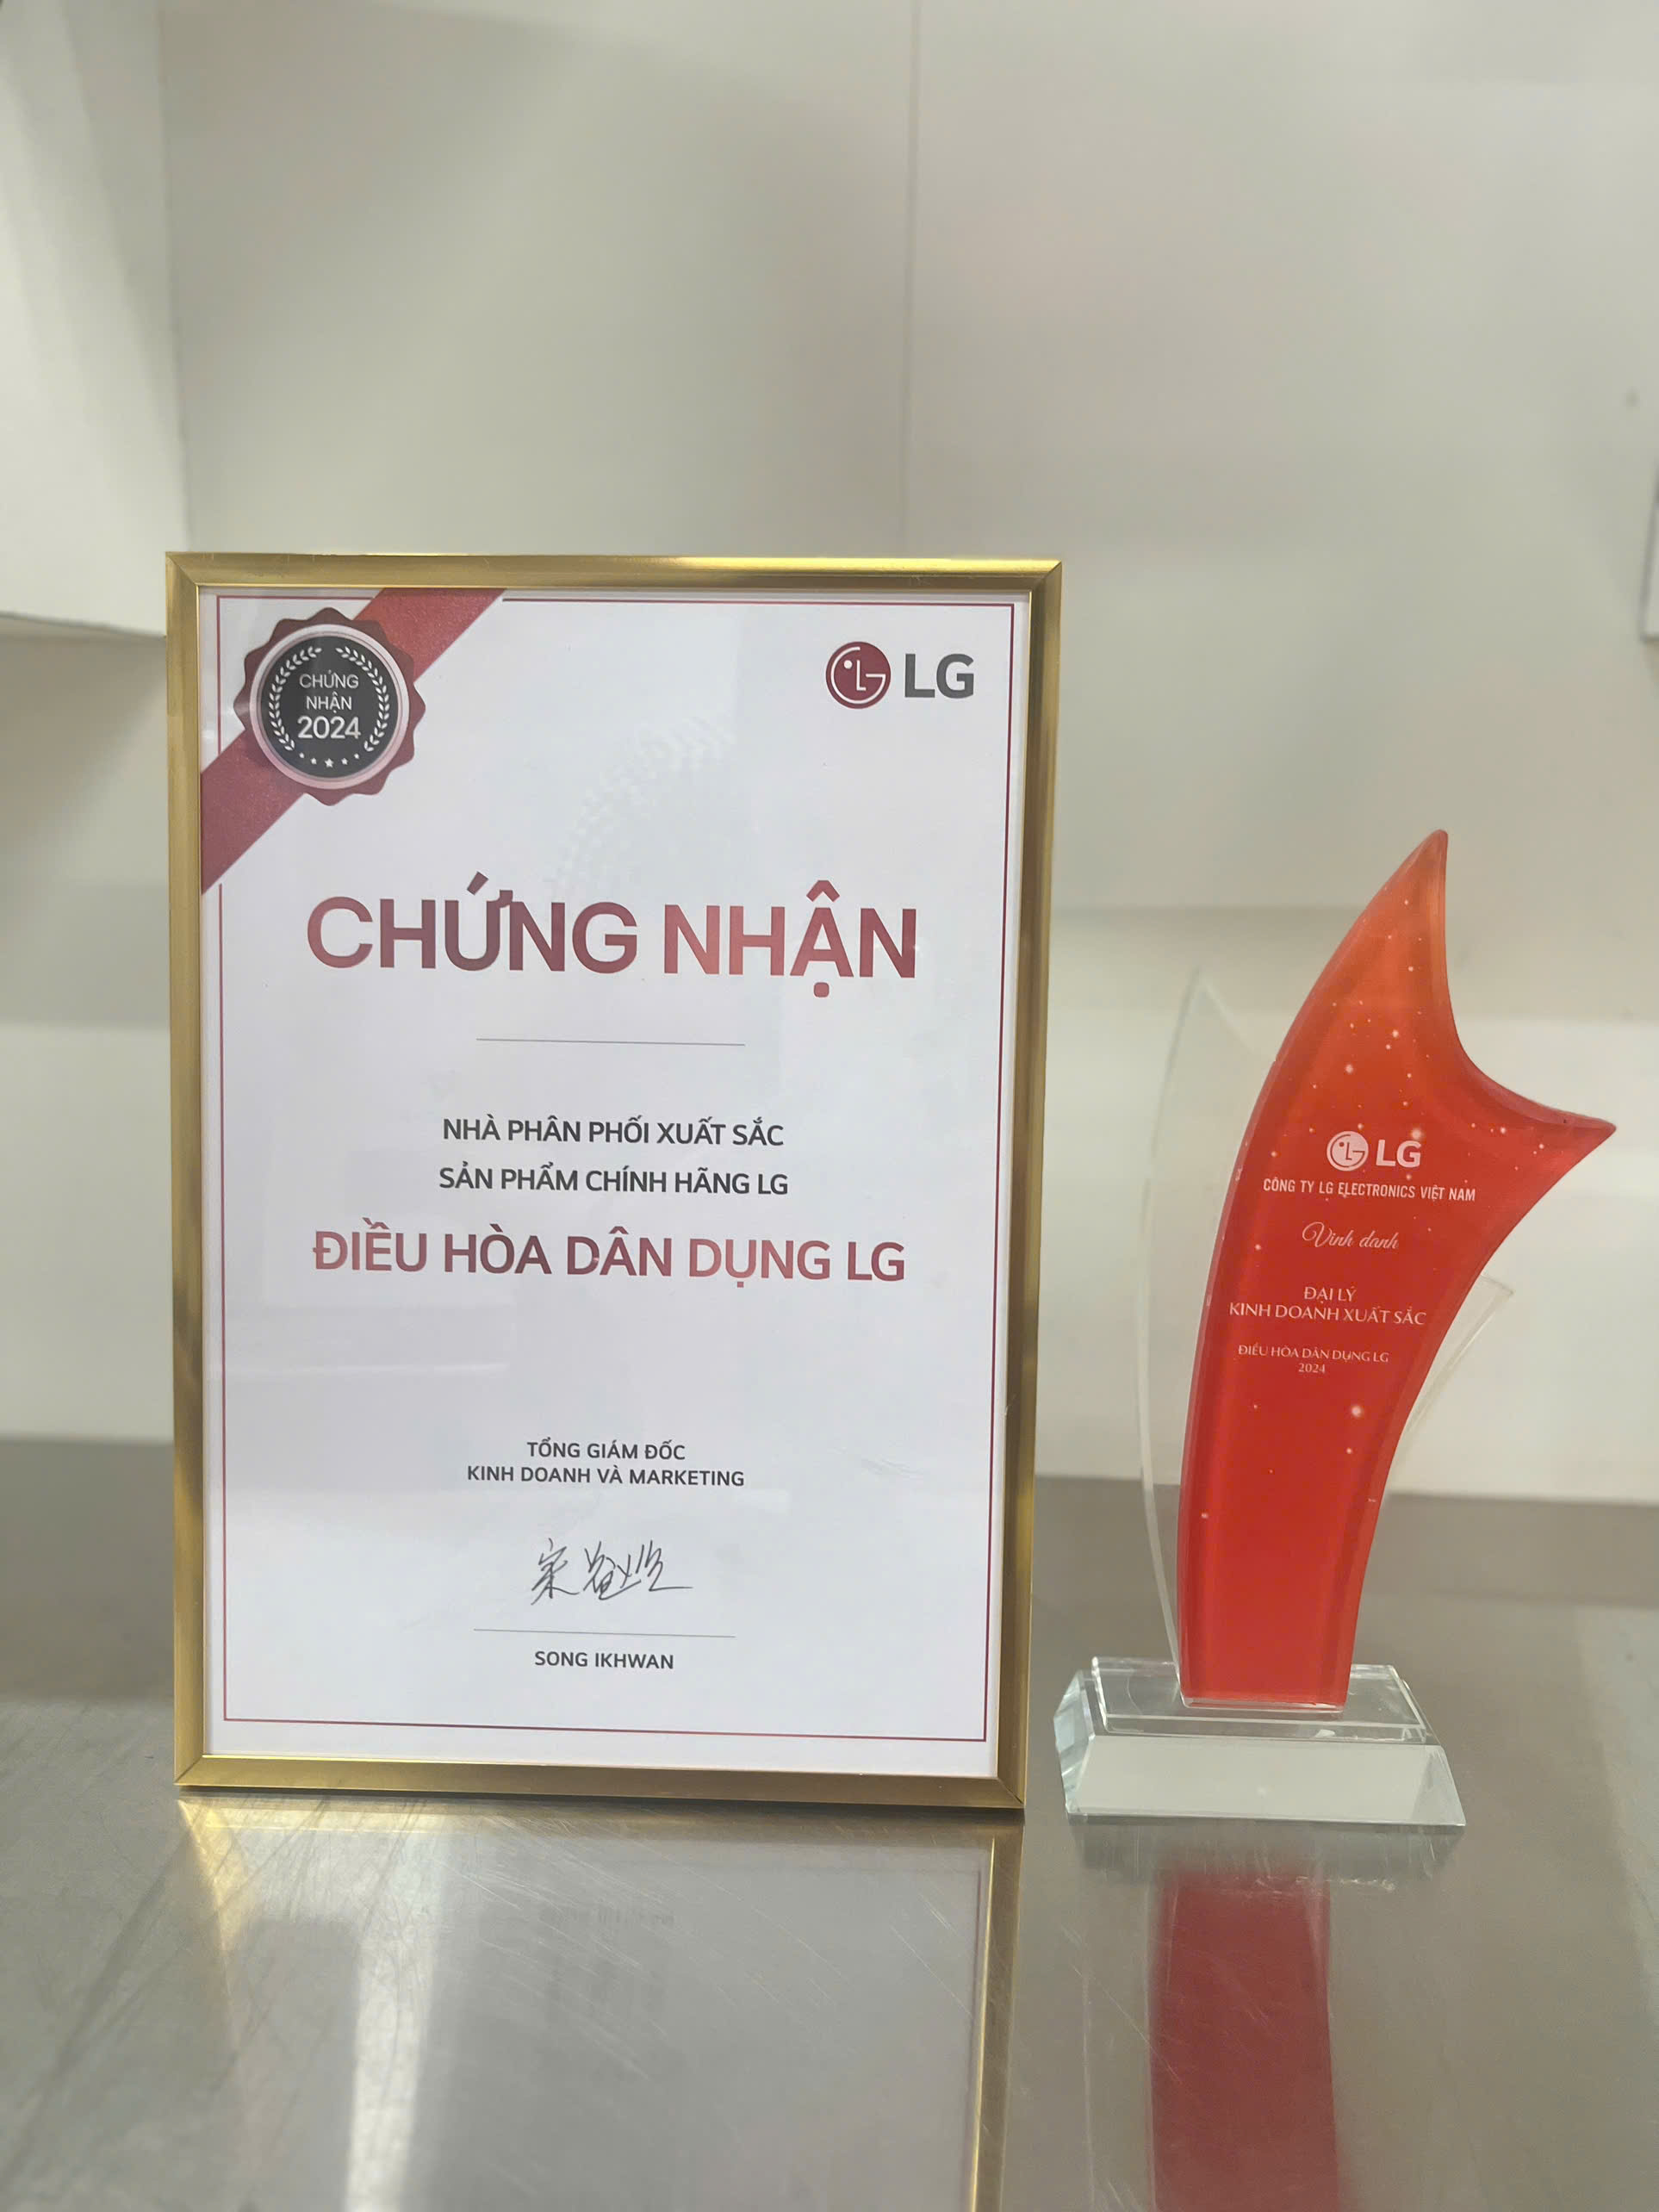 CHỨNG
NHẬN
2024
LG
CHỨNG NHẬN
NHÀ PHÂN PHỐI XUẤT SẮC
SẢN PHẨM CHÍNH HÃNG LG
ĐIỀU HÒA DÂN DỤNG LG
TỔNG GIÁM ĐỐC
KINH DOANH VÀ MARKETING
SONG IKHWAN
LG
CÔNG TY LG ELECTRONICS VIỆT NAM
Vinh danh
ĐẠI LÝ
KINH DOANH XUẤT SẮC
ĐIỀU HÒA DÂN DỤNG LG
2024